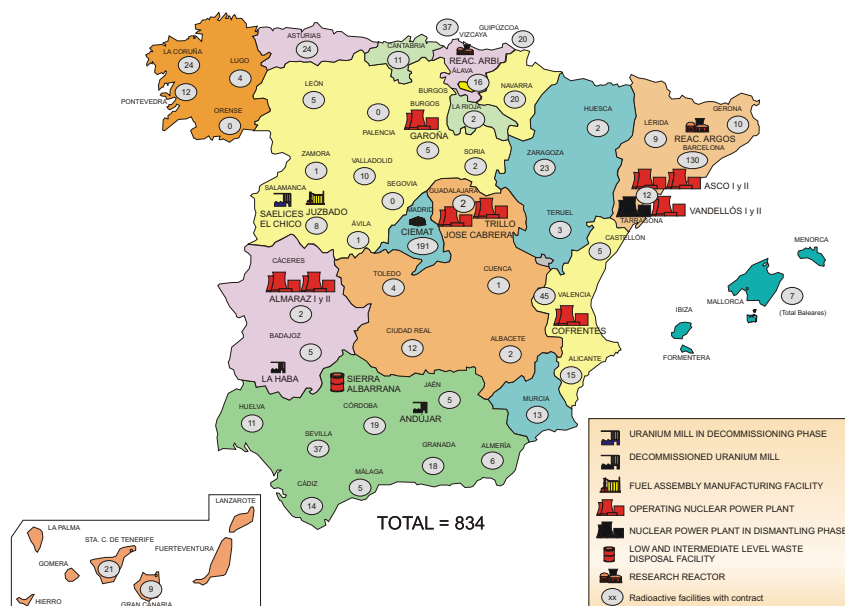 37
VIZCAYA
GUIPÚZCOA
20
ASTURIAS
24
CANTABRIA
11
REAC. ARBI
ÁLAVA
16
LA CORUÑA
24
LUGO
4
PONTEVEDRA
12
ORENSE
0
LEÓN
5
BURGOS
0
PALENCIA
BURGOS
GAROÑA
5
LA RIOJA
2
NAVARRA
20
HUESCA
2
LÉRIDA
9
REAC. ARGOS
GERONA
10
BARCELONA
130
ZAMORA
1
VALLADOLID
10
SORIA
2
ZARAGOZA
23
SEGOVIA
0
SALAMANCA
SAELICES
EL CHICO
JUZBADO
8
ÁVILA
1
MADRID
CIEMAT
191
GUADALAJARA
2
TRILLO
JOSE CABRERA
TERUEL
3
ASCO I y II
12
VANDELLÓS I y II
TARRAGONA
CASTELLÓN
5
MENORCA
MALLORCA
7
(Total Baleares)
IBIZA
FORMENTERA
CÁCERES
ALMARAZ I y II
2
TOLEDO
4
CUENCA
1
45
VALENCIA
COFRENTES
BADAJOZ
5
LA HABA
CIUDAD REAL
12
ALBACETE
2
ALICANTE
15
SIERRA
ALBARRANA
JAÉN
5
ANDÚJAR
MURCIA
13
HUELVA
11
CÓRDOBA
19
SEVILLA
37
GRANADA
18
ALMERÍA
6
MÁLAGA
5
CÁDIZ
14
TOTAL = 834
LANZAROTE
LA PALMA
STA. C. DE TENERIFE
21
FUERTEVENTURA
GOMERA
9
HIERRO
GRAN CANARIA
URANIUM MILL IN DECOMMISSING PHASE
DECOMMISSIONED URANIUM MILL
FUEL ASSEMBLY MANUFACTURING FACILITY
OPERATING NUCLEAR POWER PLANT
NUCLEAR POWER PLANT IN DISMANTLING PHASE
LOW AND INTERMEDIATE LEVEL WASTE
DISPOSAL FACILITY
RESEARCH REACTOR
xx Radioactive facilities with contract